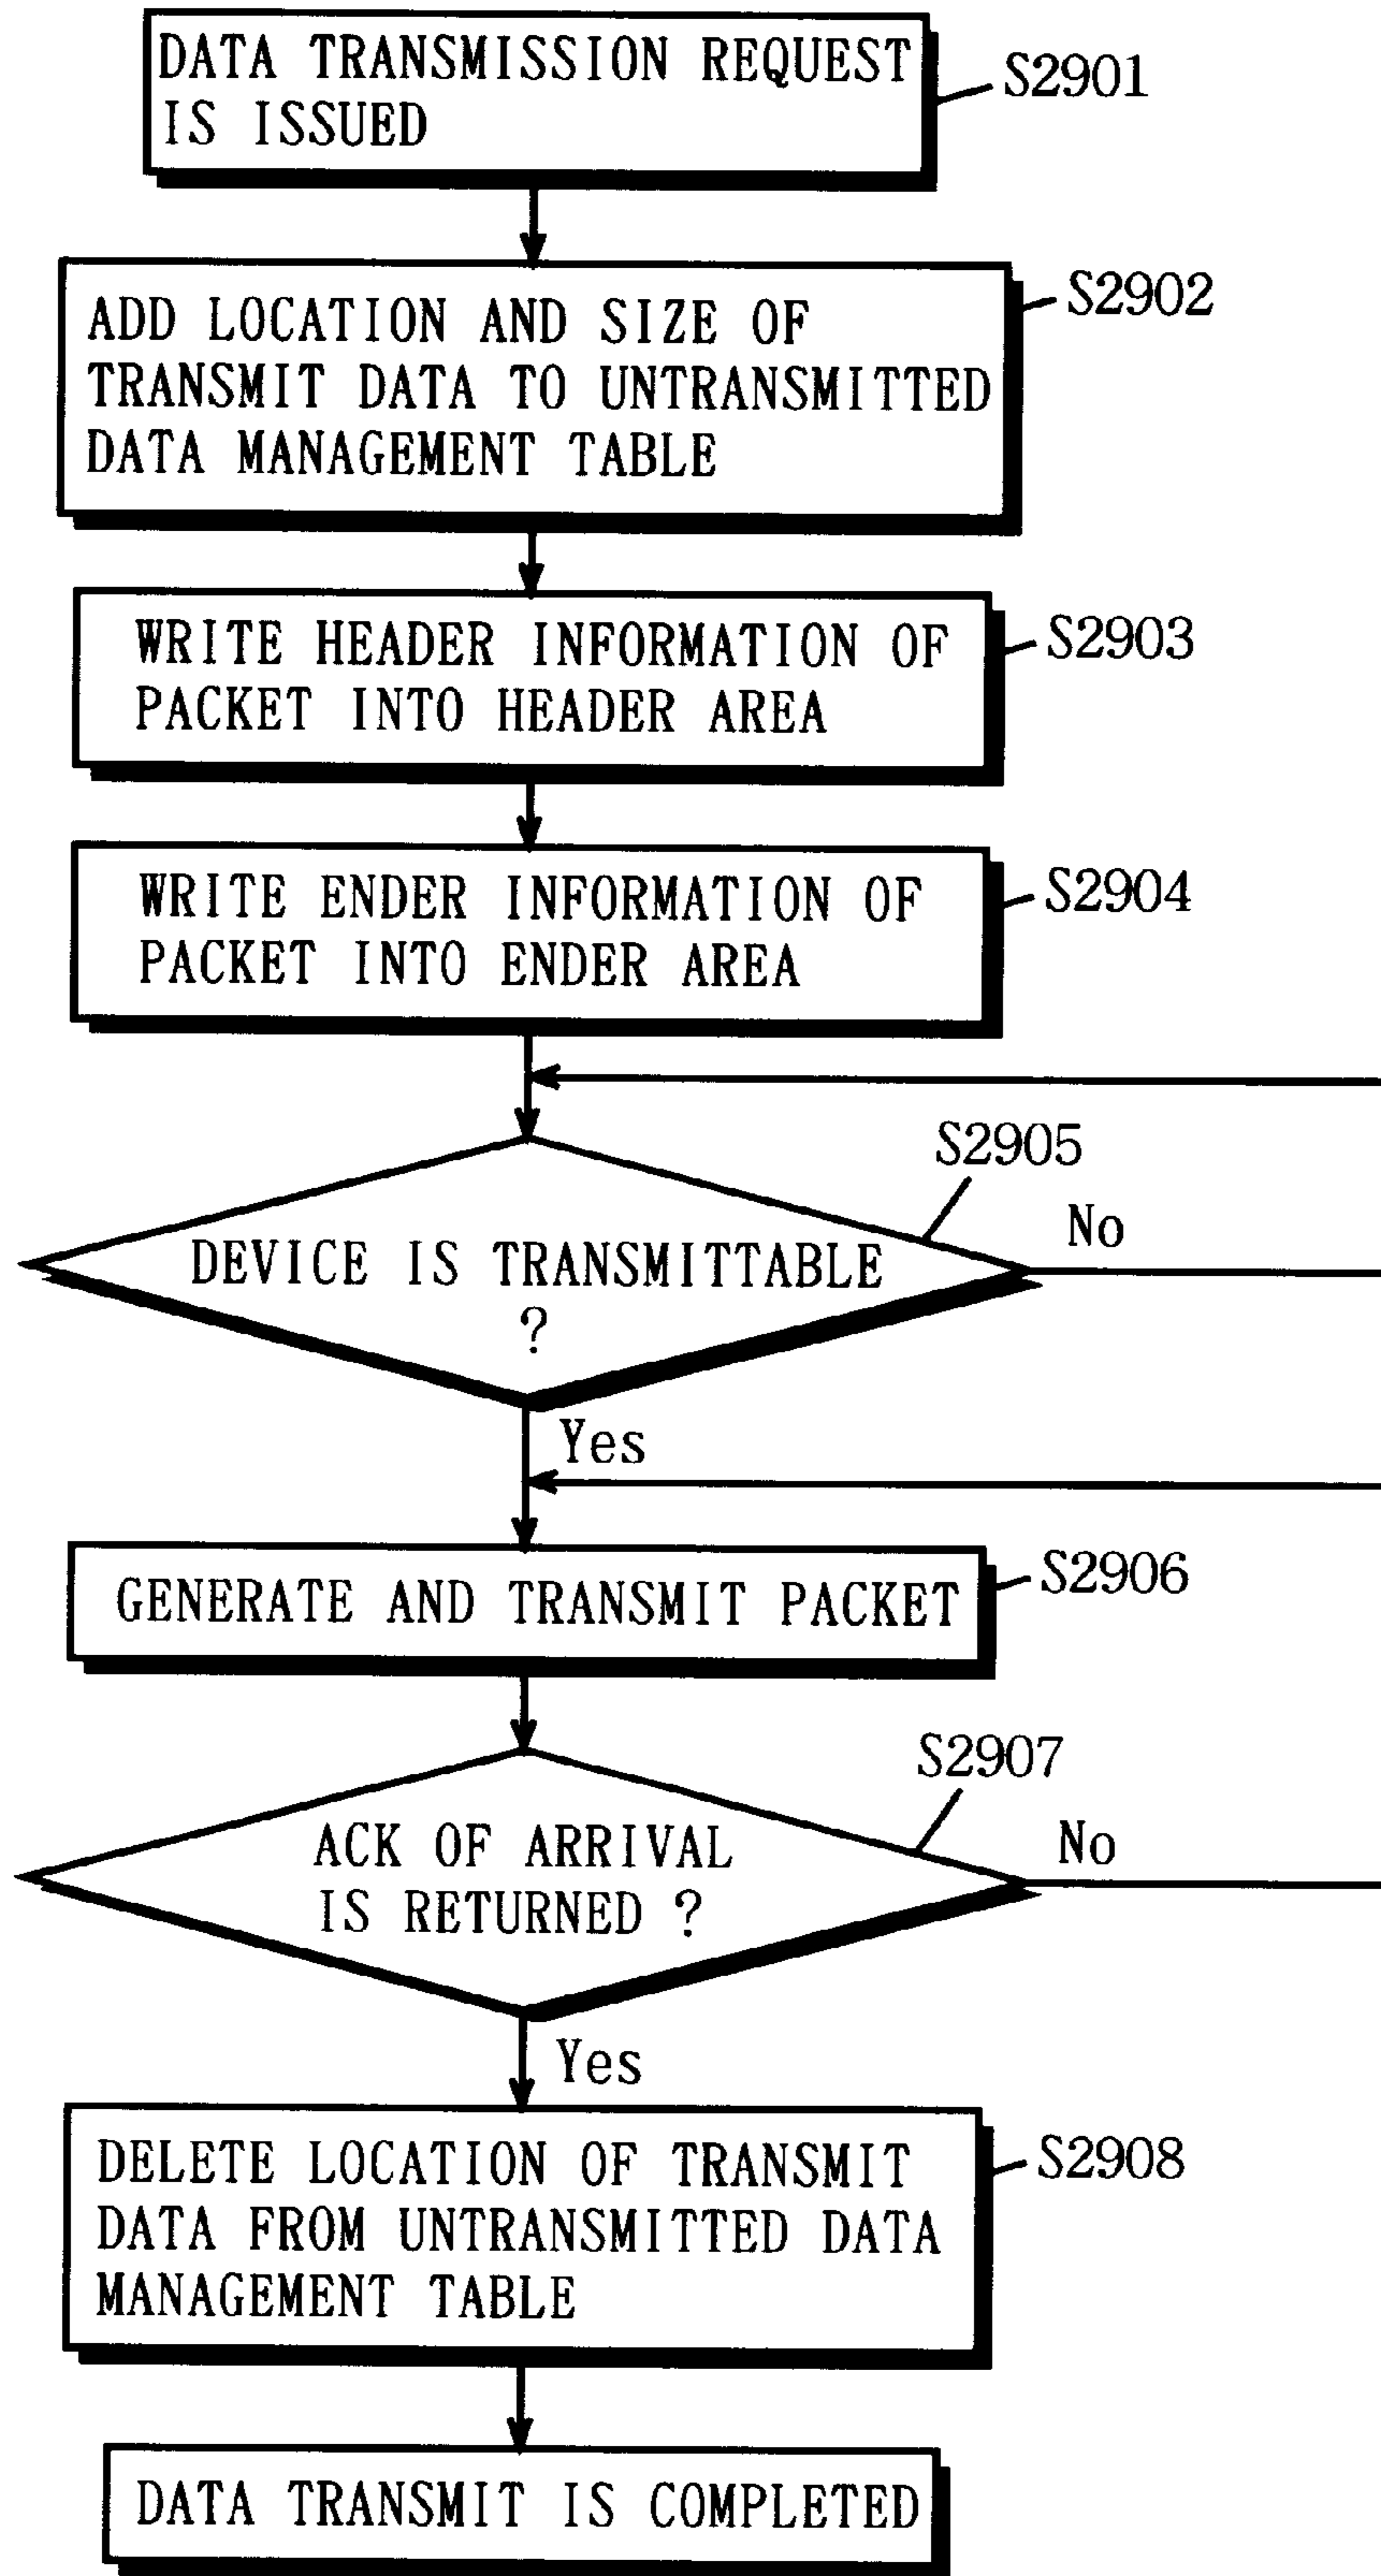 DATA TRANSMISSION REQUEST
IS ISSUED
S2901
ADD LOCATION AND SIZE OF
TRANSMIT DATA TO UNTRANSMITTED
DATA MANAGEMENT TABLE
S2902
WRITE HEADER INFORMATION OF
PACKET INTO HEADER AREA
S2903
WRITE ENDER INFORMATION OF
PACKET INTO ENDER AREA
S2904
S2905
DEVICE IS TRANSMITTABLE
?
No
Yes
GENERATE AND TRANSMIT PACKET
S2906
S2907
ACK OF ARRIVAL
IS RETURNED ?
No
Yes
DELETE LOCATION OF TRANSMIT
DATA FROM UNTRANSMITTED DATA
MANAGEMENT TABLE
S2908
DATA TRANSMIT IS COMPLETED